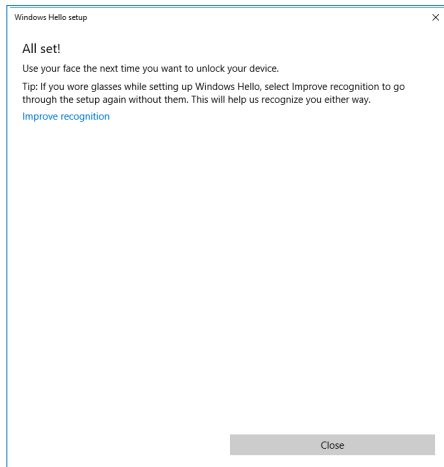 Windows Hello setup
All set!
Use your face the next time you want to unlock your device.
Tip: If you wore glasses while setting up Windows Hello, select Improve recognition to go
through the setup again without them. This will help us recognize you either way.
Improve recognition
Close